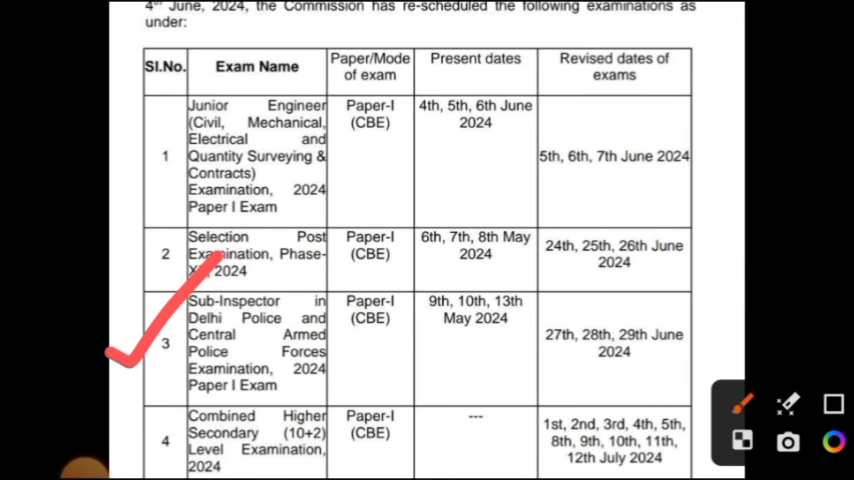 4th June, 2024, the Commission has re-scheduled the following examinations as
under:
Sl.No.
Exam Name
Paper/Mode
of exam
Present dates
Revised dates of
exams
1
Junior Engineer
(Civil, Mechanical,
Electrical and
Quantity Surveying &
Contracts)
Examination, 2024
Paper I Exam
Paper-I
(CBE)
4th, 5th, 6th June
2024
5th, 6th, 7th June 2024
2
Selection Post
Examination, Phase-
2024
Paper-I
(CBE)
6th, 7th, 8th May
2024
24th, 25th, 26th June
2024
3
Sub-Inspector in
Delhi Police and
Central Armed
Police Forces
Examination, 2024
Paper I Exam
Paper-I
(CBE)
9th, 10th, 13th
May 2024
27th, 28th, 29th June
2024
4
Combined Higher
Secondary (10+2)
Level Examination,
2024
Paper-I
(CBE)
---
1st, 2nd, 3rd, 4th, 5th,
8th, 9th, 10th, 11th,
12th July 2024